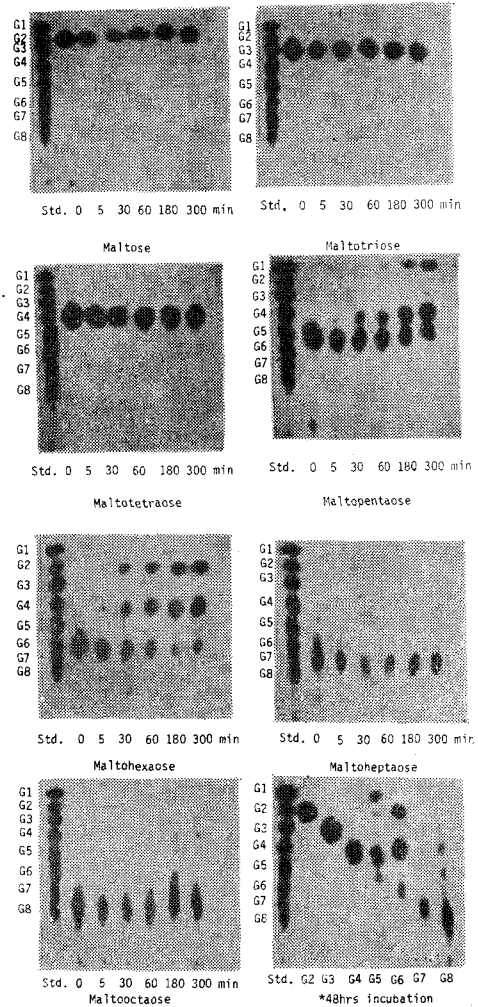 G1
G2
G3
G4
G5
G6
G7
G8
Std. 0 5 30 60 180 300 min
Maltose
G1
G2
G3
G4
G5
G6
G7
G8
Std. 0 5 30 60 180 300 min
Maltotriose
G1
G2
G3
G4
G5
G6
G7
G8
Std. 0 5 30 60 180 300 min
Maltotetraose
G1
G2
G3
G4
G5
G6
G7
G8
Std. 0 5 30 60 180 300 min
Maltopentaose
G1
G2
G3
G4
G5
G6
G7
G8
Std. 0 5 30 60 180 300 min
Maltohexaose
G1
G2
G3
G4
G5
G6
G7
G8
Std. 0 5 30 60 180 300 min
Maltoheptaose
G1
G2
G3
G4
G5
G6
G7
G8
Std. 0 5 30 60 180 300 min
Maltooctaose
G1
G2
G3
G4
G5
G6
G7
G8
Std. G2 G3 G4 G5 G6 G7 G8
*48hrs incubation